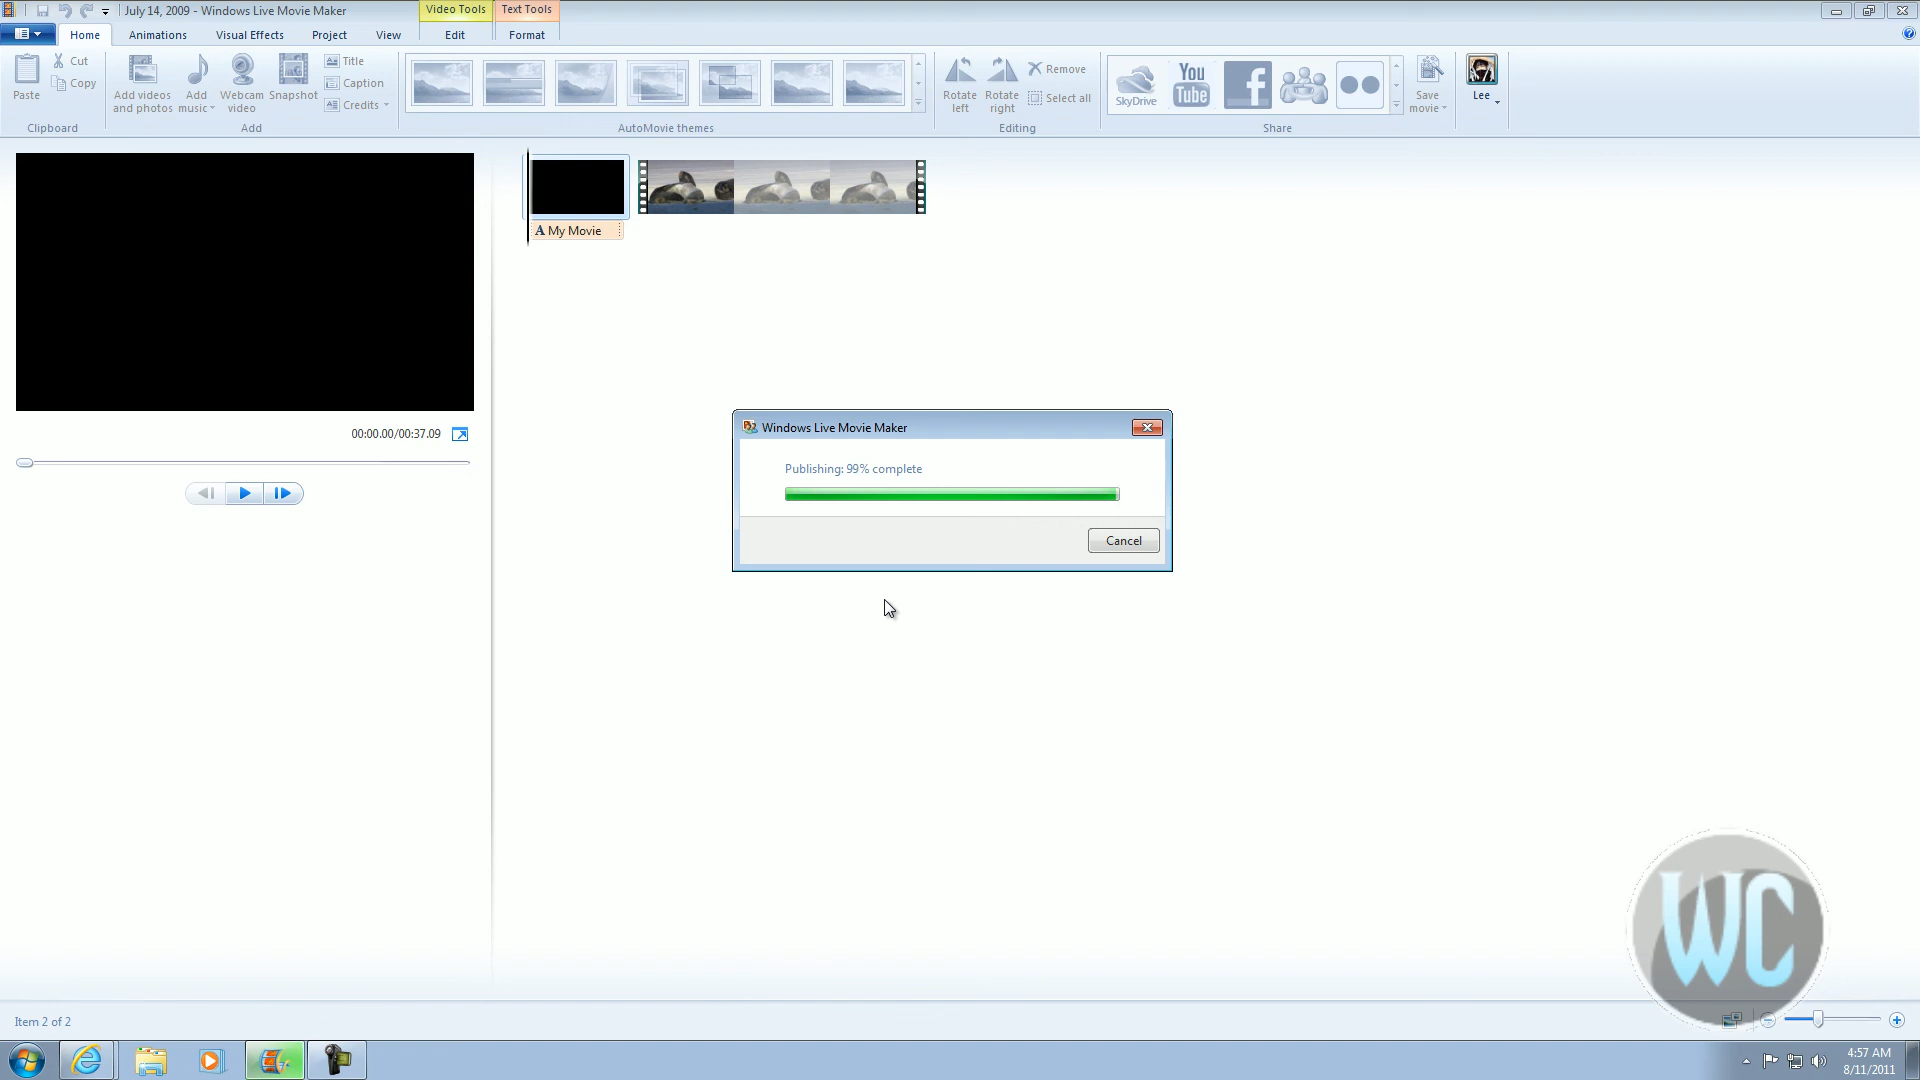 July 14, 2009 - Windows Live Movie Maker
Video Tools
Text Tools
Home
Animations
Visual Effects
Project
View
Edit
Format
Paste
Cut
Copy
Clipboard
Add videos
and photos
Add
music
Webcam
video
Snapshot
Title
Caption
Credits
Add
AutoMovie themes
Rotate
left
Rotate
right
Remove
Select all
Editing
SkyDrive
You
Tube
f
Share
Save
movie
Lee
A My Movie
00:00.00/00:37.09
Windows Live Movie Maker
Publishing: 99% complete
Cancel
WC
Item 2 of 2
4:57 AM
8/11/2011